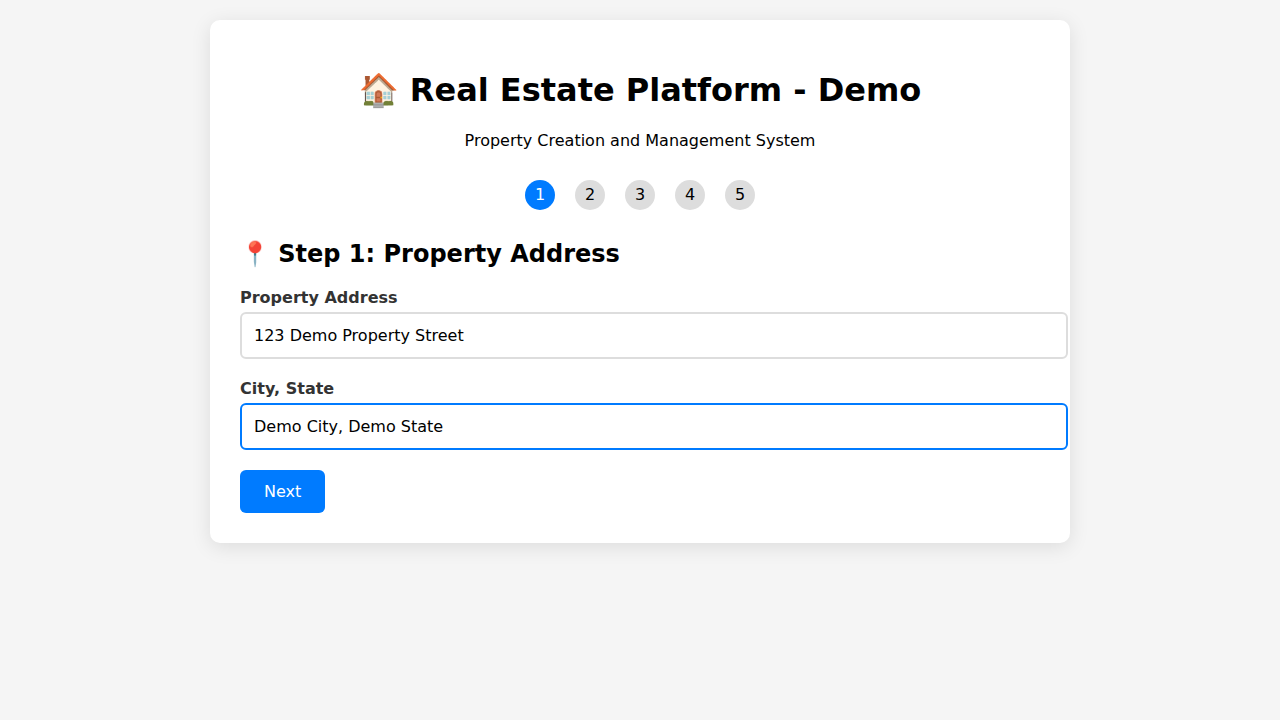 🏠 Real Estate Platform - Demo
Property Creation and Management System
1 2 3 4 5
📍 Step 1: Property Address
Property Address
123 Demo Property Street
City, State
Demo City, Demo State
Next